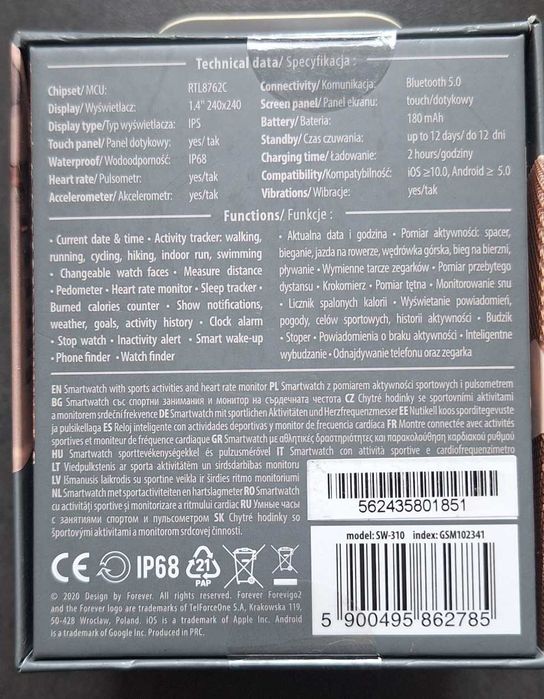 Technical data/ Specyfikacja :
Chipset/ MCU: RTL8762C
Display/ Wyświetlacz: 1.4" 240x240
Display type/Typ wyświetlacza: IPS
Touch panel/ Panel dotykowy: yes/ tak
Waterproof/ Wodoodporność: IP68
Heart rate/ Pulsometr: yes/tak
Accelerometer/ Akcelerometr: yes/tak
Connectivity/ Komunikacja: Bluetooth 5.0
Screen panel/ Panel ekranu: touch/dotykowy
Battery/ Bateria: 180 mAh
Standby/ Czas czuwania: up to 12 days/ do 12 dni
Charging time/ Ładowanie: 2 hours/godziny
Compatibility/Kompatybilność: iOS ≥10.0, Android ≥ 5.0
Vibrations/ Wibracje: yes/tak
Functions/ Funkcje :
• Current date & time • Activity tracker: walking,
running, cycling, hiking, indoor run, swimming
• Changeable watch faces • Measure distance
• Pedometer • Heart rate monitor • Sleep tracker •
Burned calories counter • Show notifications,
weather, goals, activity history • Clock alarm
• Stop watch • Inactivity alert • Smart wake-up
• Phone finder • Watch finder
• Aktualna data i godzina • Pomiar aktywności: spacer,
bieganie, jazda na rowerze, wędrówka górska, bieg na bierzni,
pływanie • Wymienne tarcze zegarków • Pomiar przebytego
dystansu • Krokomierz • Pomiar tętna • Monitorowanie snu
• Licznik spalonych kalorii • Wyświetanie powiadomień,
pogody, celów sportowych, historii aktywności • Budzik
• Stoper • Powiadomienia o braku aktywności • Inteligentne
wybudzanie • Odnajdywanie telefonu oraz zegarka
EN Smartwatch with sports activities and heart rate monitor PL Smartwatch z pomiarem aktywności sportowych i pulsometrem
BG Smartwatch със спортни занимания и монитор на сърдечната честота CZ Chytré hodinky se sportovními aktivitami
a monitorem srdeční frekvence DE Smartwatch mit sportlichen Aktivitäten und Herzfrequenzmesser EE Nutikell koos sporditegevuste
ja pulsikellaga ES Reloj inteligente con actividades deportivas y monitor de frecuencia cardíaca FR Montre connectée avec activités
sportives et moniteur de fréquence cardiaque GR Smartwatch με αθλητικές δραστηριότητες και παρακολούθηση καρδιακού ρυθμού
HU Smartwatch sporttevékenységekkel és pulzusmérővel IT Smartwatch con attività sportive e cardiofrequenzimetro
LT Viedpulkstenis ar sporta aktivitātēm un sirdsdarbības monitoru
LV Išmanusis laikrodis su sportine veikla ir širdies ritmo monitoriumi
NL Smartwatch met sportactiviteiten en hartslagmeter RO Smartwatch
cu activități sportive și monitorizare a ritmului cardiac RU Умные часы
с занятиями спортом и пульсометром SK Chytré hodinky so
športovými aktivitami a monitorom srdcovej činnosti.
562435801851
CE IP68 21
PAP
model: SW-310 index: GSM102341
5 900495 862785
© 2020 Design by Forever. All rights reserved. Forever Forevigo2
and the Forever logo are trademarks of TelForceOne S.A, Krakowska 119,
50-428 Wroclaw, Poland. iOS is a trademark of Apple Inc. Android
is a trademark of Google Inc. Produced in PRC.